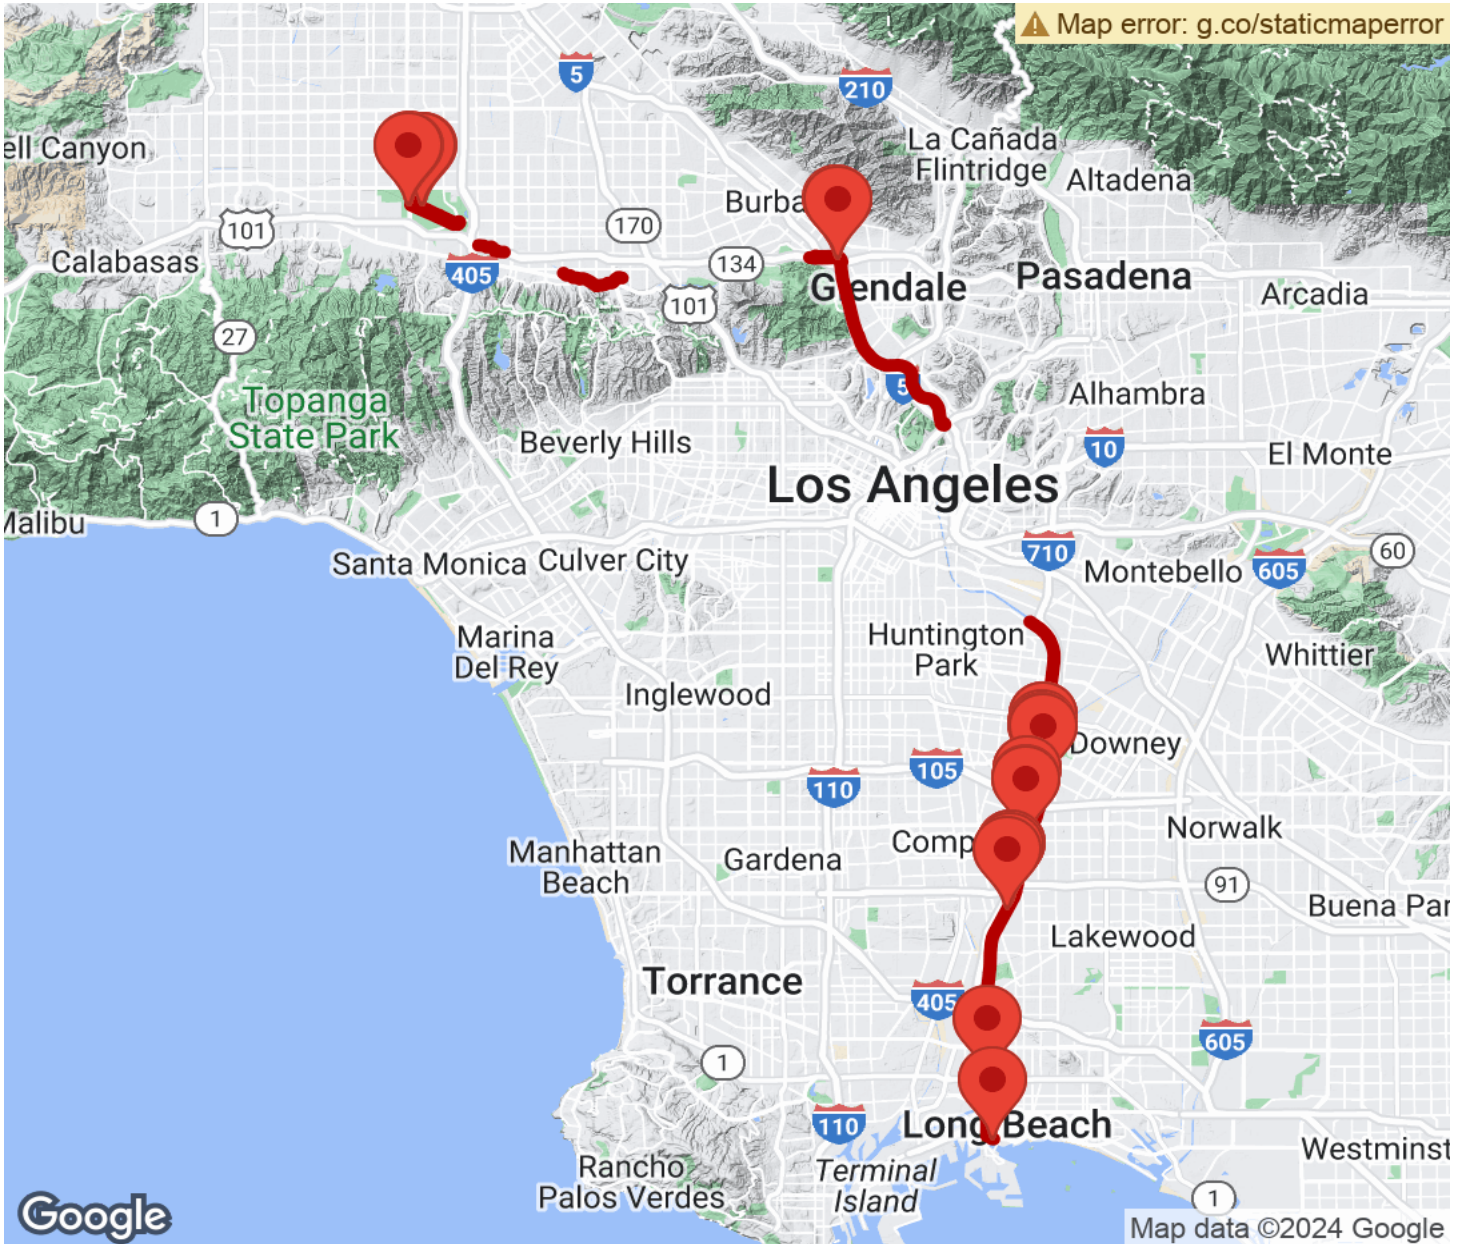 Map error: g.co/staticmaperror
5
210
La Cañada
Flintridge
ell Canyon
Altadena
Burba
101
170
134
Calabasas
405
Glendale
Pasadena
101
Arcadia
27
5
Topanga
State Park
Alhambra
Beverly Hills
10
El Monte
Los Angeles
Malibu
1
Santa Monica
Culver City
710
Montebello
605
60
Huntington
Park
Marina
Del Rey
Whittier
Inglewood
Downey
105
110
Comp
Norwalk
Manhattan
Beach
Gardena
91
Buena Par
Lakewood
Torrance
405
605
1
110
Long Beach
Westminst
Rancho
Palos Verdes
Terminal
Island
1
Google
Map data ©2024 Google